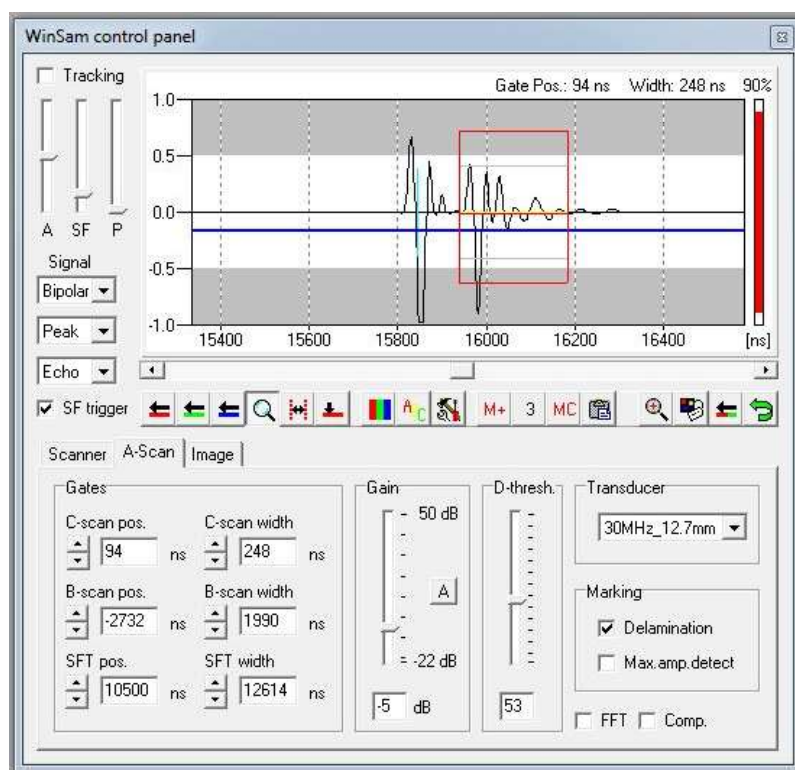 WinSam control panel
Tracking
Gate Pos.: 94 ns Width: 248 ns 90%
1.0
0.5
0.0
-0.5
-1.0
15400 15600 15800 16000 16200 16400 [ns]
A SF P
Signal
Bipolar
Peak
Echo
SF trigger
A C M+ 3 MC
Scanner A-Scan Image
Gates
C-scan pos. C-scan width
94 ns 248 ns
B-scan pos. B-scan width
-2732 ns 1990 ns
SFT pos. SFT width
10500 ns 12614 ns
Gain
50 dB
A
-22 dB
-5 dB
D-thresh.
53
Transducer
30MHz_12.7mm
Marking
Delamination
Max.amp.detect
FFT Comp.